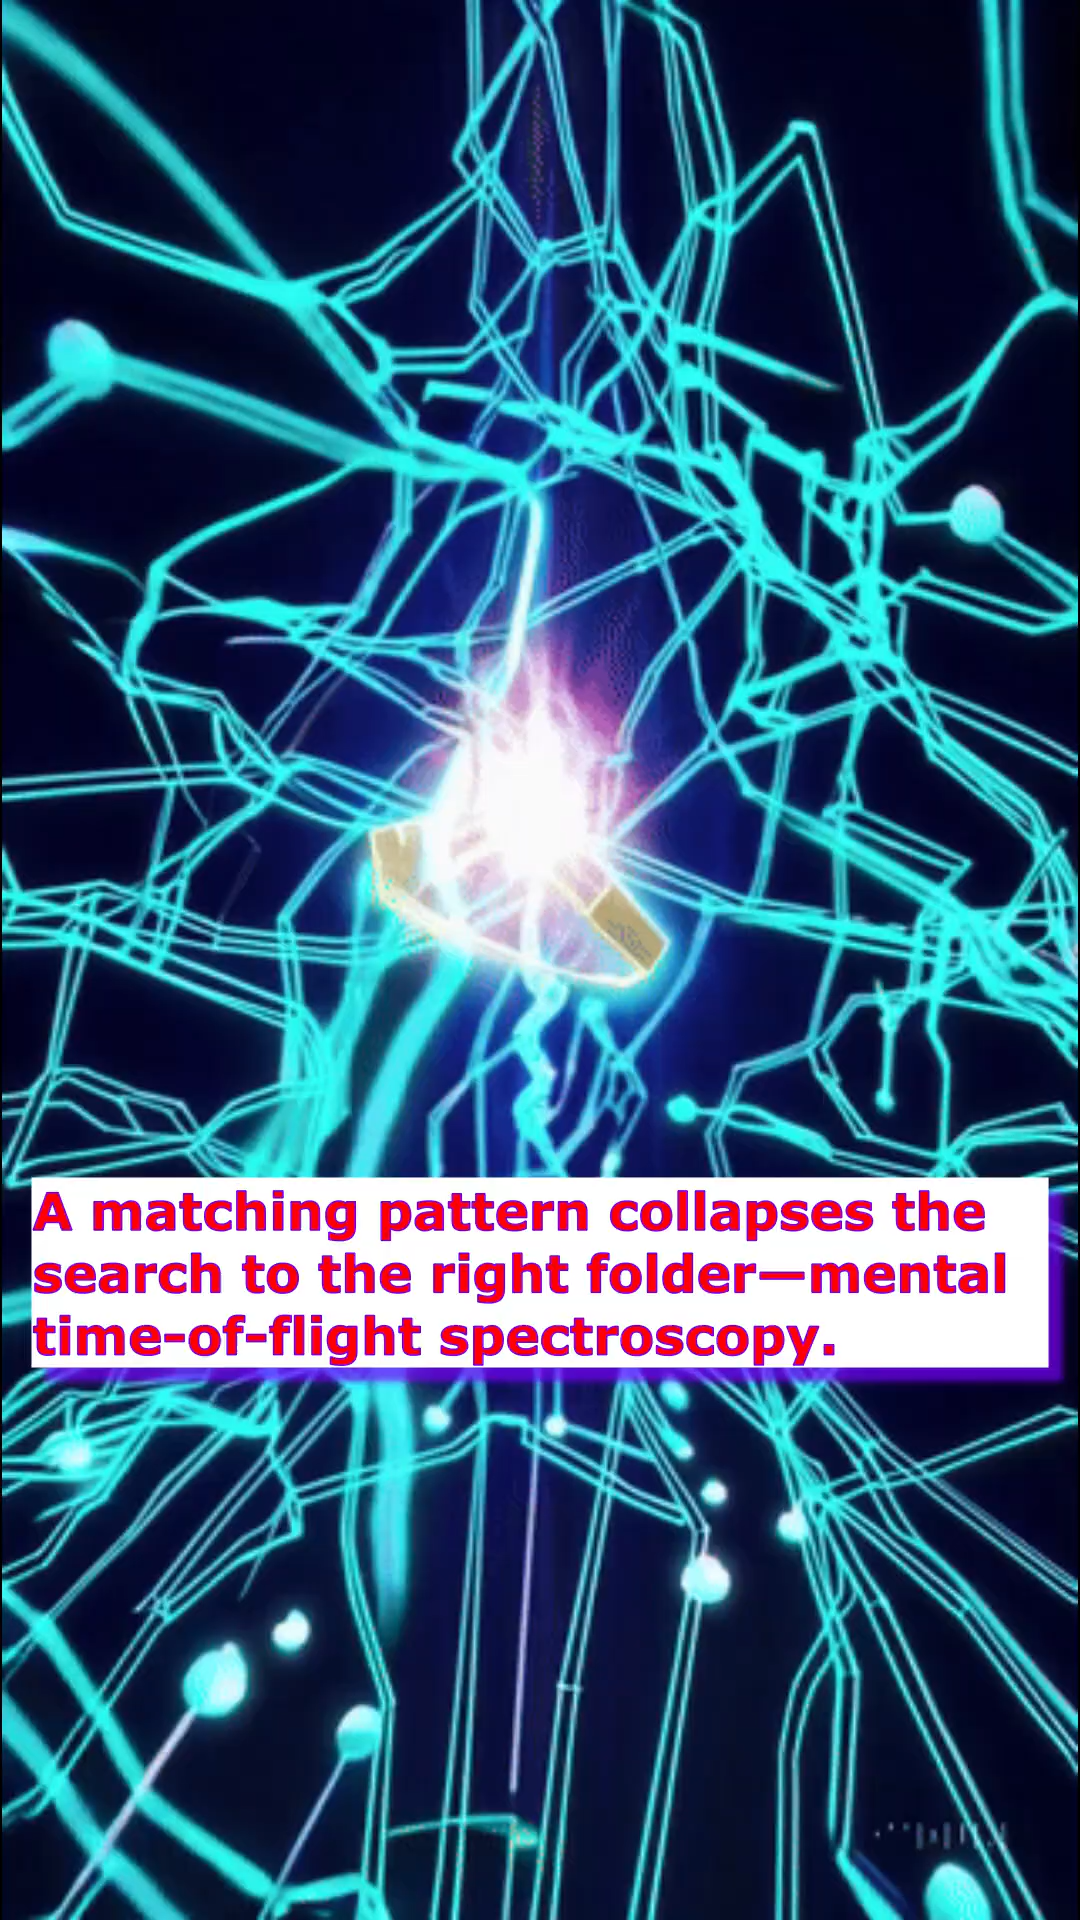 A matching pattern collapses the
search to the right folder—mental
time-of-flight spectroscopy.